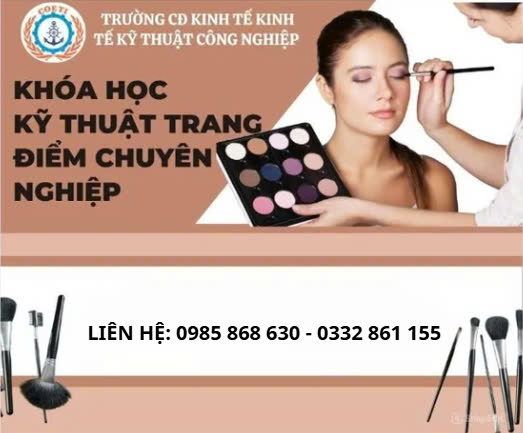 COETI
TRƯỜNG CĐ KINH TẾ KINH
TẾ KỸ THUẬT CÔNG NGHIỆP
KHÓA HỌC
KỸ THUẬT TRANG
ĐIỂM CHUYÊN
NGHIỆP
LIÊN HỆ: 0985 868 630 - 0332 861 155